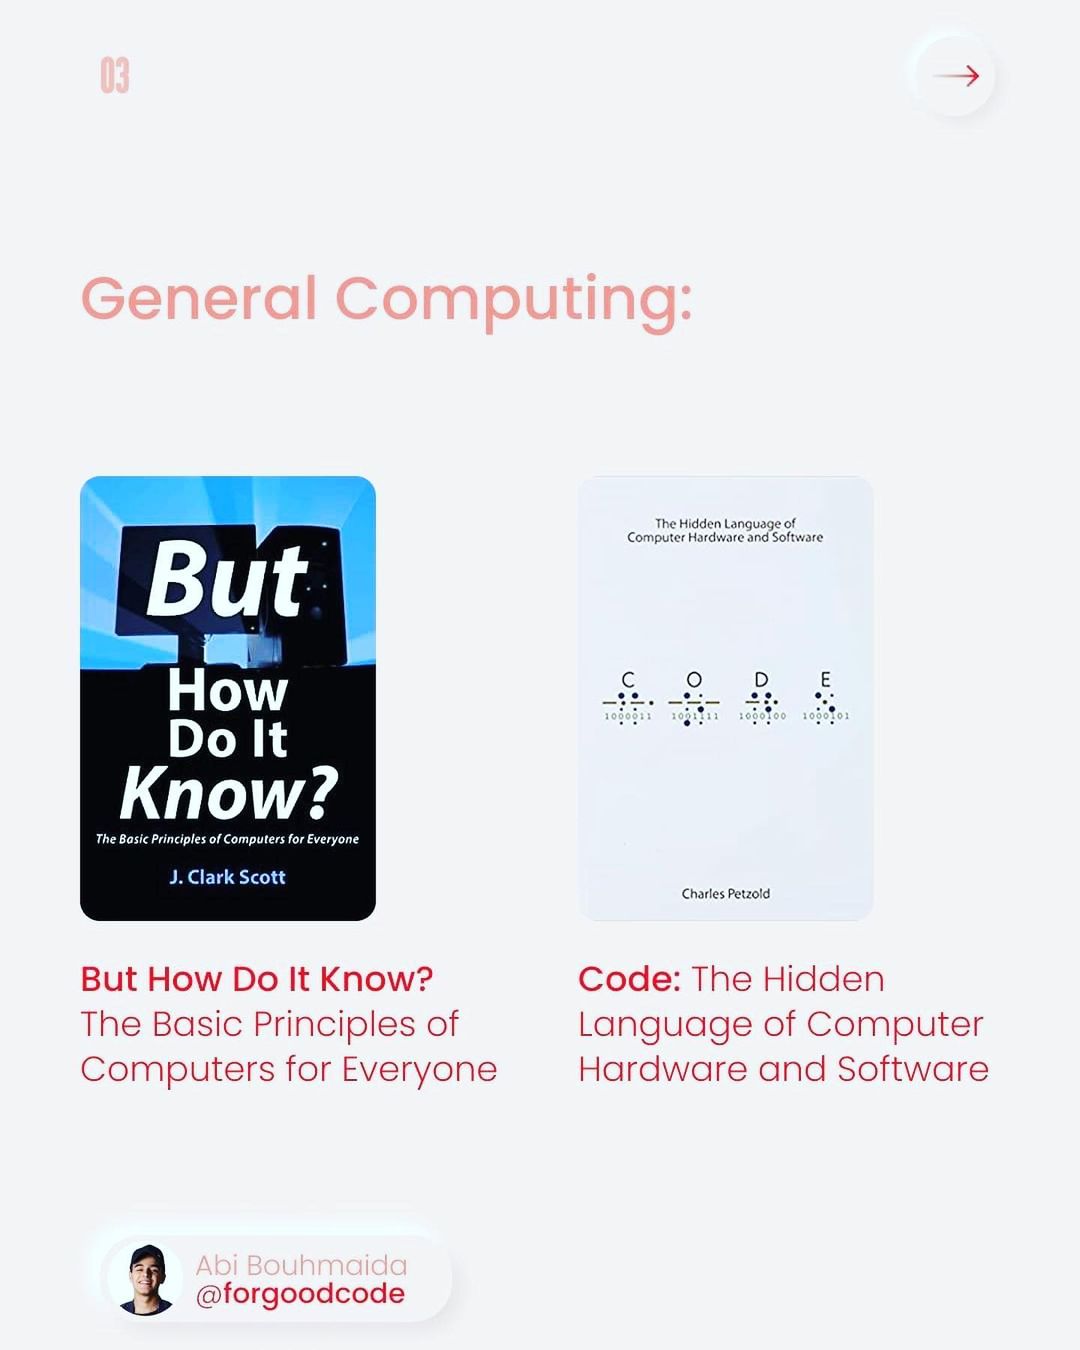 03
General Computing:
But
How
Do It
Know?
The Basic Principles of Computers for Everyone
J. Clark Scott
The Hidden Language of
Computer Hardware and Software
C O D E
1000011 1001111 1000100 1000101
Charles Petzold
But How Do It Know?
The Basic Principles of
Computers for Everyone
Code: The Hidden
Language of Computer
Hardware and Software
Abi Bouhmaida
@forgoodcode